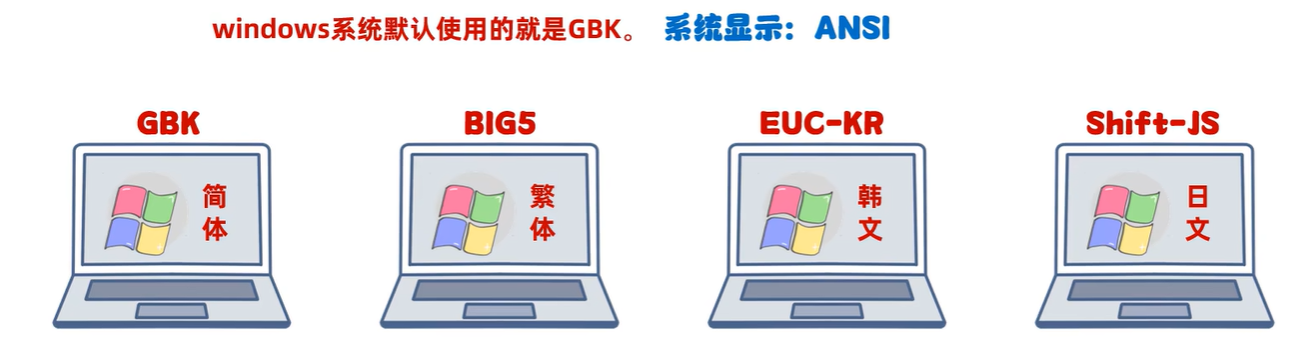 windows系统默认使用的就是GBK。 系统显示：ANSI
GBK
简
体
BIG5
繁
体
EUC-KR
韩
文
Shift-JS
日
文